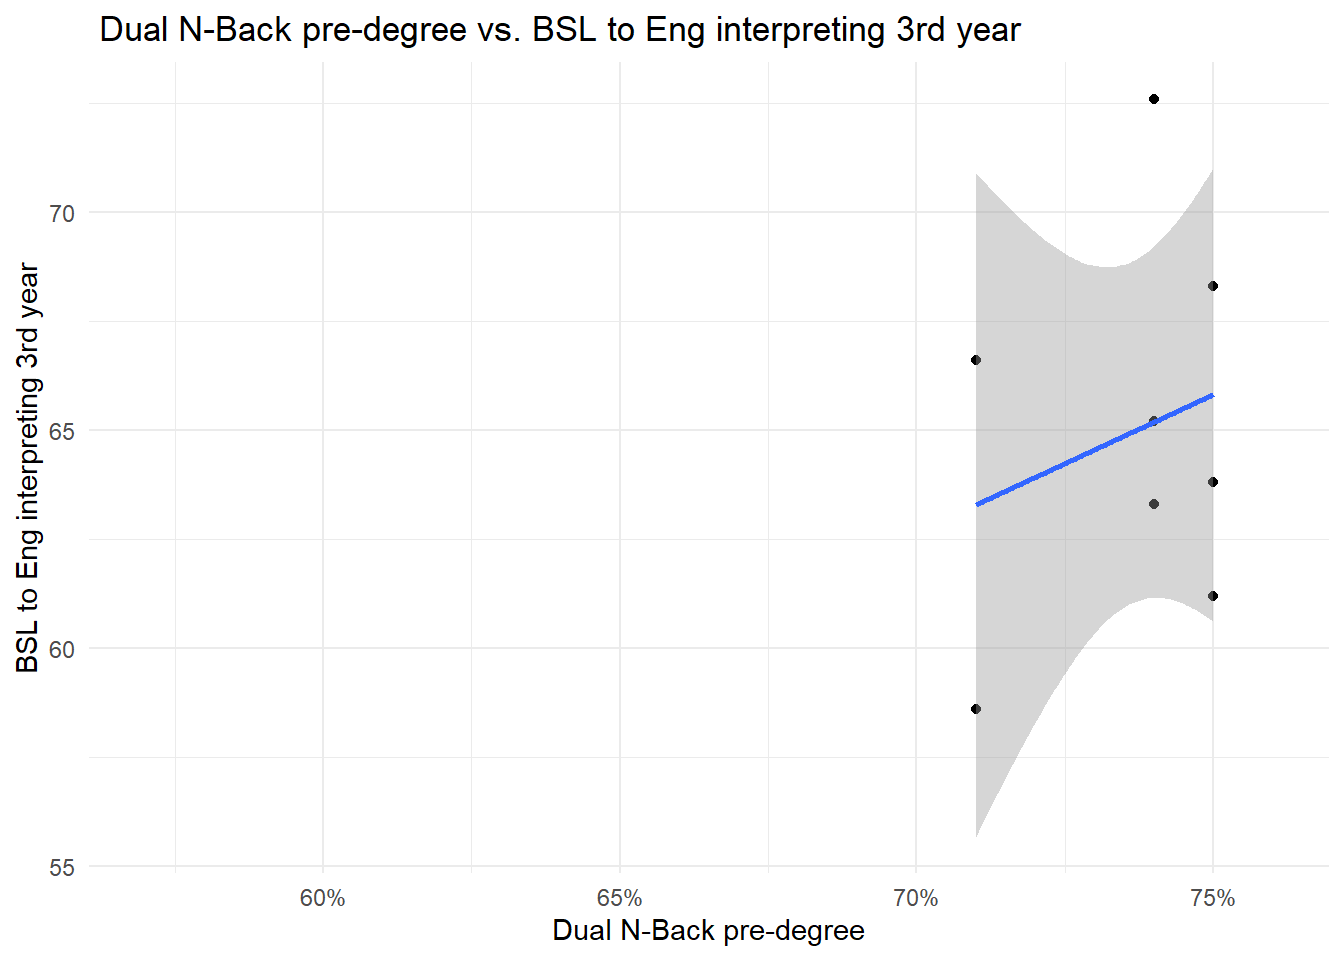 Dual N-Back pre-degree vs. BSL to Eng interpreting 3rd year
BSL to Eng interpreting 3rd year
70
65
60
55
60%
65%
70%
75%
Dual N-Back pre-degree